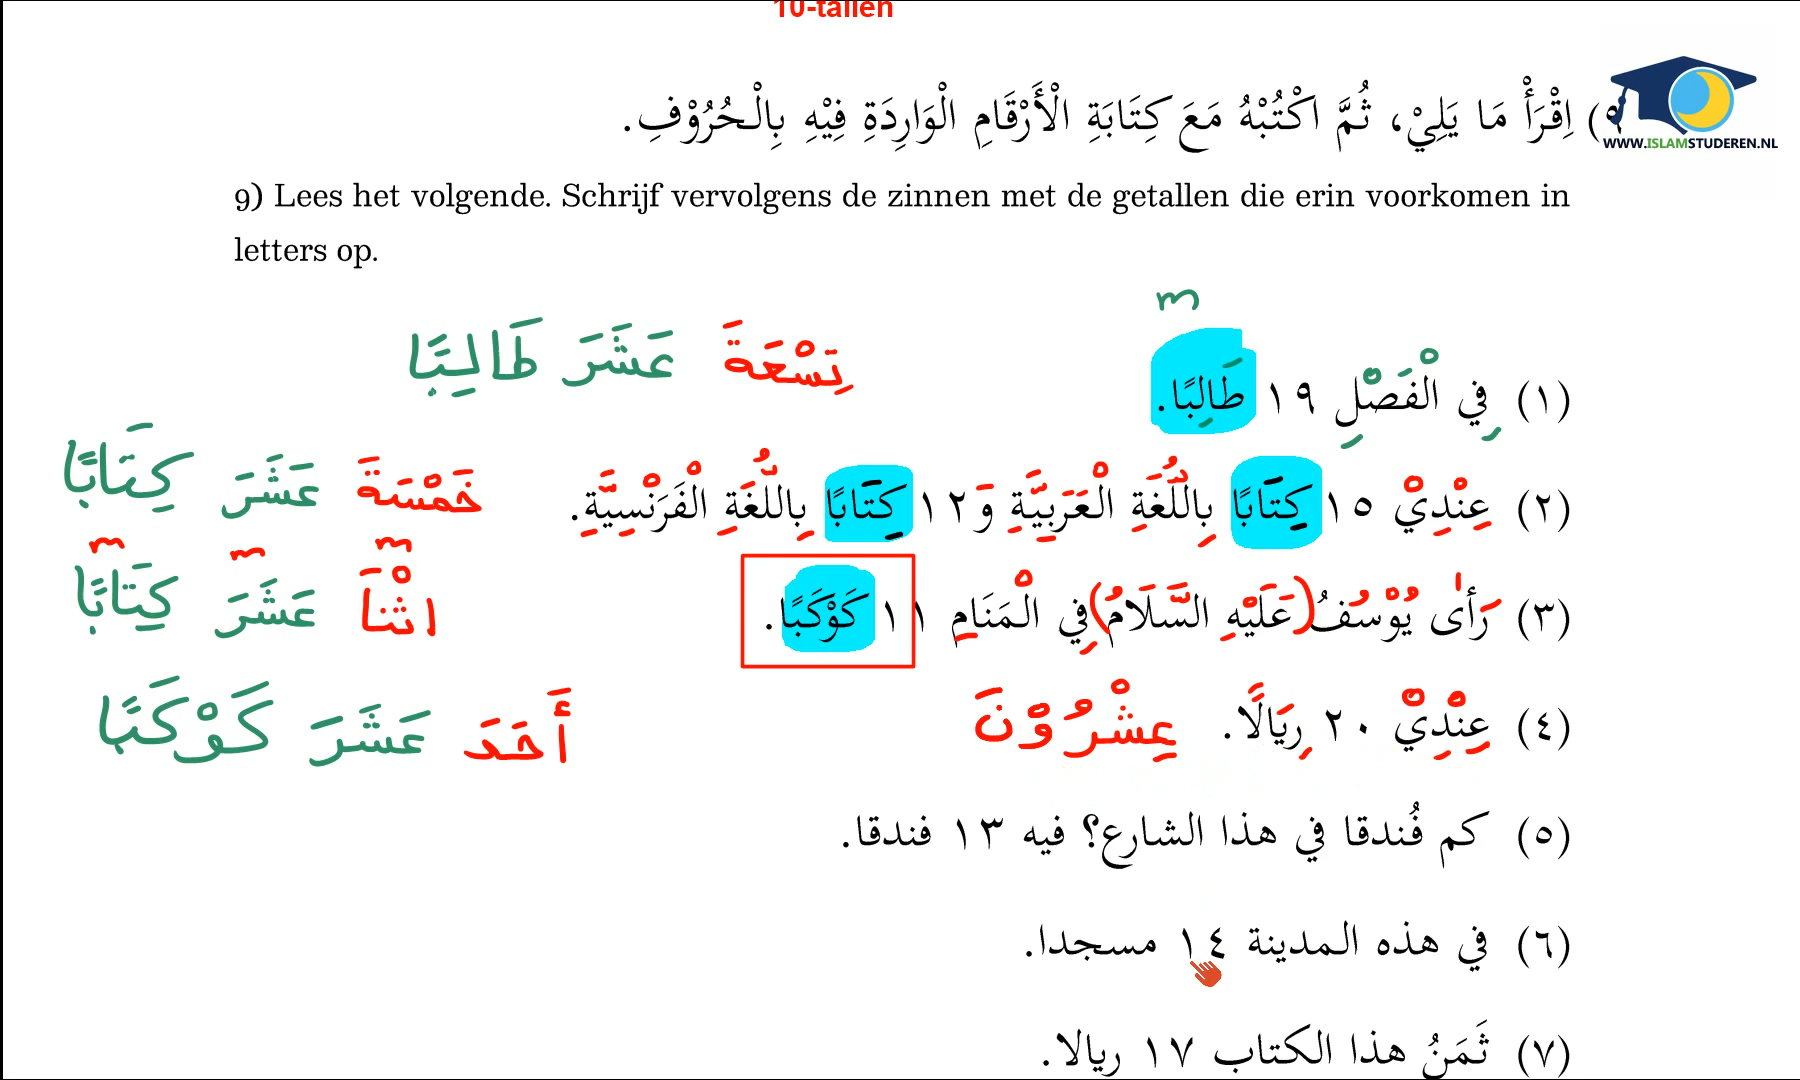 10-tallen
WWW.ISLAMSTUDEREN.NL
٩) اِقْرَأْ مَا يَلِيْ، ثُمَّ اكْتُبْهُ مَعَ كِتَابَةِ الْأَرْقَامِ الْوَارِدَةِ فِيْهِ بِالْحُرُوْفِ.
9) Lees het volgende. Schrijf vervolgens de zinnen met de getallen die erin voorkomen in
letters op.
m
(١) فِي الْفَصْلِ ١٩ طَالِبًا. تِسْعَةَ عَشَرَ طَالِبًا
(٢) عِنْدِيْ ١٥ كِتَابًا بِاللُّغَةِ الْعَرَبِيَّةِ وَ ١٢ كِتَابًا بِاللُّغَةِ الْفَرَنْسِيَّةِ. خَمْسَةَ عَشَرَ كِتَابًا
m m m
(٣) رَأَى يُوْسُفُ (عَلَيْهِ السَّلَامُ) فِي الْمَنَامِ ١١ كَوْكَبًا. اثْنَا عَشَرَ كِتَابًا
(٤) عِنْدِيْ ٢٠ رِيَالًا. عِشْرُوْنَ أَحَدَ عَشَرَ كَوْكَبًا
(٥) كم فُندقا في هذا الشارع؟ فيه ١٣ فندقا.
(٦) في هذه المدينة ١٤ مسجدا.
(٧) ثَمَنُ هذا الكتاب ١٧ ريالا.